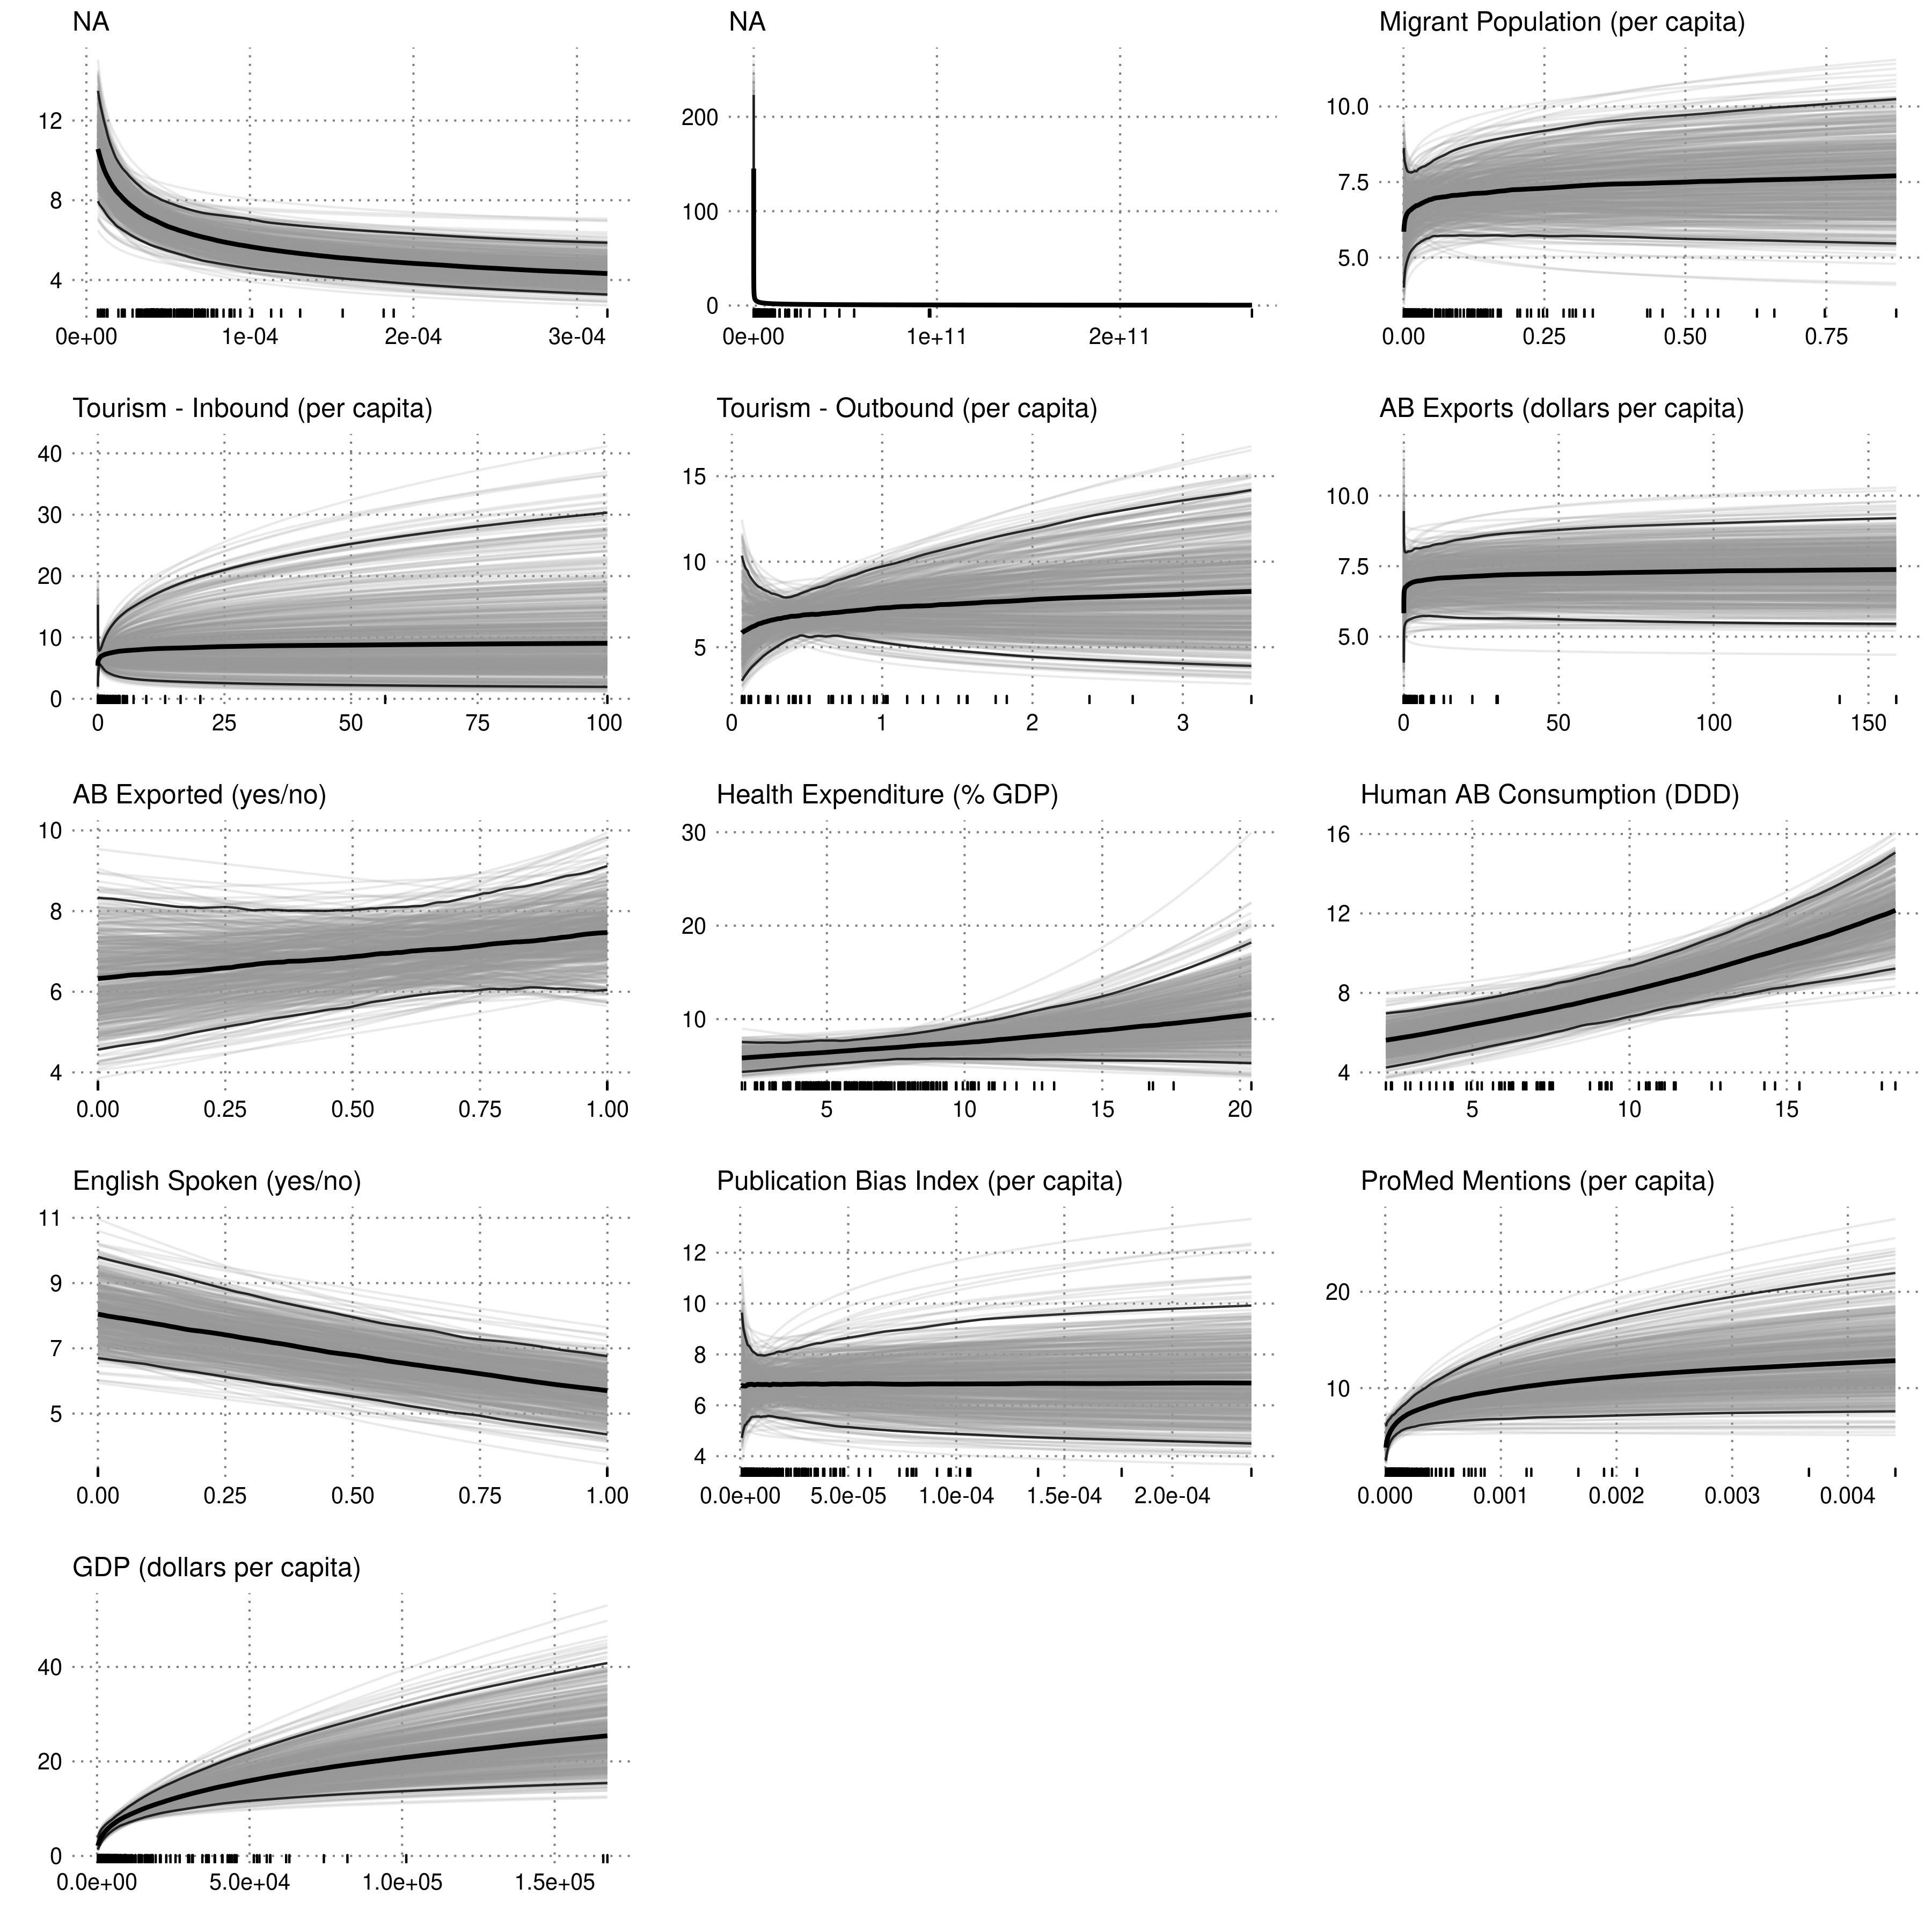 NA
12
8
4
0e+00 1e-04 2e-04 3e-04
NA
200
100
0
0e+00 1e+11 2e+11
Migrant Population (per capita)
10.0
7.5
5.0
0.00 0.25 0.50 0.75
Tourism - Inbound (per capita)
40
30
20
10
0
0 25 50 75 100
Tourism - Outbound (per capita)
15
10
5
0 1 2 3
AB Exports (dollars per capita)
10.0
7.5
5.0
0 50 100 150
AB Exported (yes/no)
10
8
6
4
0.00 0.25 0.50 0.75 1.00
Health Expenditure (% GDP)
30
20
10
5 10 15 20
Human AB Consumption (DDD)
16
12
8
4
5 10 15
English Spoken (yes/no)
11
9
7
5
0.00 0.25 0.50 0.75 1.00
Publication Bias Index (per capita)
12
10
8
6
4
0.0e+00 5.0e-05 1.0e-04 1.5e-04 2.0e-04
ProMed Mentions (per capita)
20
10
0.000 0.001 0.002 0.003 0.004
GDP (dollars per capita)
40
20
0
0.0e+00 5.0e+04 1.0e+05 1.5e+05